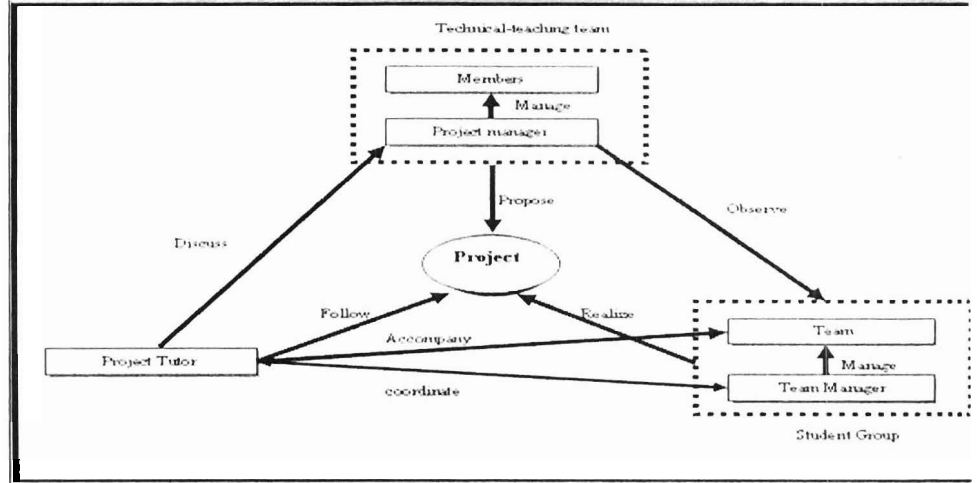 Technical-teaching team
Members
Manage
Project manager
Propose
Observe
Discuss
Project
Follow
Realize
Accompany
Team
Project Tutor
Manage
coordinate
Team Manager
Student Group